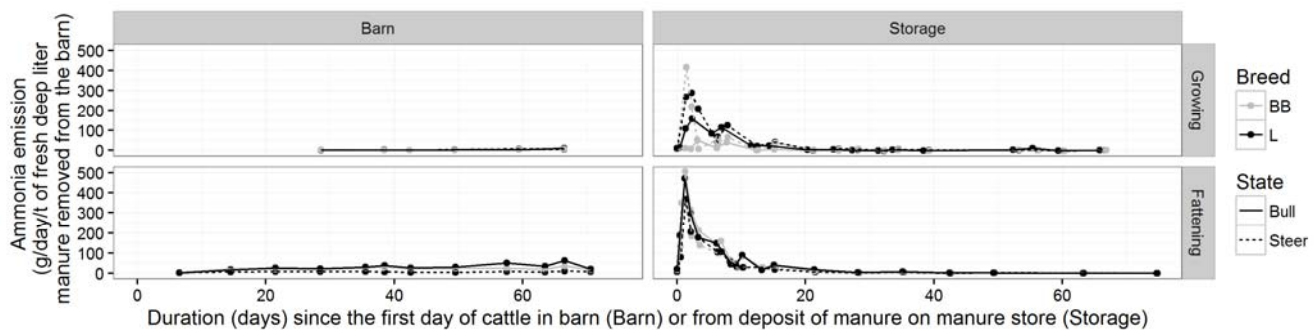 Barn
Storage
Ammonia emission
(g/day/t of fresh deep liter
manure removed from the barn)
500
400
300
200
100
0
Growing
500
400
300
200
100
0
Fattening
0 20 40 60
0 20 40 60
Duration (days) since the first day of cattle in barn (Barn) or from deposit of manure on manure store (Storage)
Breed
BB
L
State
Bull
Steer